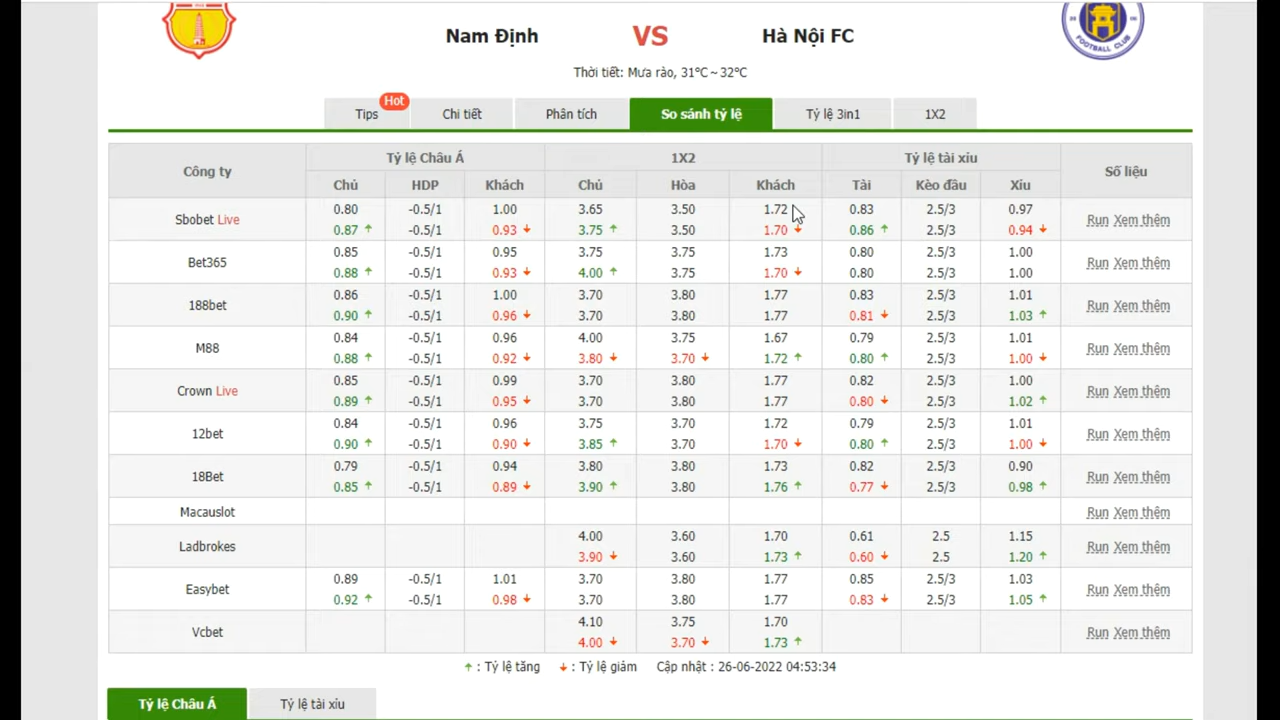 Nam Định VS Hà Nội FC
FOOTBALL CLUB
Thời tiết: Mưa rào, 31℃～32℃
Tips Hot Chi tiết Phân tích So sánh tỷ lệ Tỷ lệ 3in1 1X2
Công ty Tỷ lệ Châu Á 1X2 Tỷ lệ tài xỉu Số liệu
Chủ HDP Khách Chủ Hòa Khách Tài Kèo đầu Xỉu
Sbobet Live 0.80 -0.5/1 1.00 3.65 3.50 1.72 0.83 2.5/3 0.97 Run Xem thêm
0.87 ↑ -0.5/1 0.93 ↓ 3.75 ↑ 3.50 1.70 ↓ 0.86 ↑ 2.5/3 0.94 ↓
Bet365 0.85 -0.5/1 0.95 3.75 3.75 1.73 0.80 2.5/3 1.00 Run Xem thêm
0.88 ↑ -0.5/1 0.93 ↓ 4.00 ↑ 3.75 1.70 ↓ 0.80 2.5/3 1.00
188bet 0.86 -0.5/1 1.00 3.70 3.80 1.77 0.83 2.5/3 1.01 Run Xem thêm
0.90 ↑ -0.5/1 0.96 ↓ 3.70 3.80 1.77 0.81 ↓ 2.5/3 1.03 ↑
M88 0.84 -0.5/1 0.96 4.00 3.75 1.67 0.79 2.5/3 1.01 Run Xem thêm
0.88 ↑ -0.5/1 0.92 ↓ 3.80 ↓ 3.70 ↓ 1.72 ↑ 0.80 ↑ 2.5/3 1.00 ↓
Crown Live 0.85 -0.5/1 0.99 3.70 3.80 1.77 0.82 2.5/3 1.00 Run Xem thêm
0.89 ↑ -0.5/1 0.95 ↓ 3.70 3.80 1.77 0.80 ↓ 2.5/3 1.02 ↑
12bet 0.84 -0.5/1 0.96 3.75 3.70 1.72 0.79 2.5/3 1.01 Run Xem thêm
0.90 ↑ -0.5/1 0.90 ↓ 3.85 ↑ 3.70 1.70 ↓ 0.80 ↑ 2.5/3 1.00 ↓
18Bet 0.79 -0.5/1 0.94 3.80 3.80 1.73 0.82 2.5/3 0.90 Run Xem thêm
0.85 ↑ -0.5/1 0.89 ↓ 3.90 ↑ 3.80 1.76 ↑ 0.77 ↓ 2.5/3 0.98 ↑
Macauslot Run Xem thêm
Ladbrokes 4.00 3.60 1.70 0.61 2.5 1.15 Run Xem thêm
3.90 ↓ 3.60 1.73 ↑ 0.60 ↓ 2.5 1.20 ↑
Easybet 0.89 -0.5/1 1.01 3.70 3.80 1.77 0.85 2.5/3 1.03 Run Xem thêm
0.92 ↑ -0.5/1 0.98 ↓ 3.70 3.80 1.77 0.83 ↓ 2.5/3 1.05 ↑
Vcbet 4.10 3.75 1.70 Run Xem thêm
4.00 ↓ 3.70 ↓ 1.73 ↑
↑ : Tỷ lệ tăng ↓ : Tỷ lệ giảm Cập nhật : 26-06-2022 04:53:34
Tỷ lệ Châu Á Tỷ lệ tài xỉu